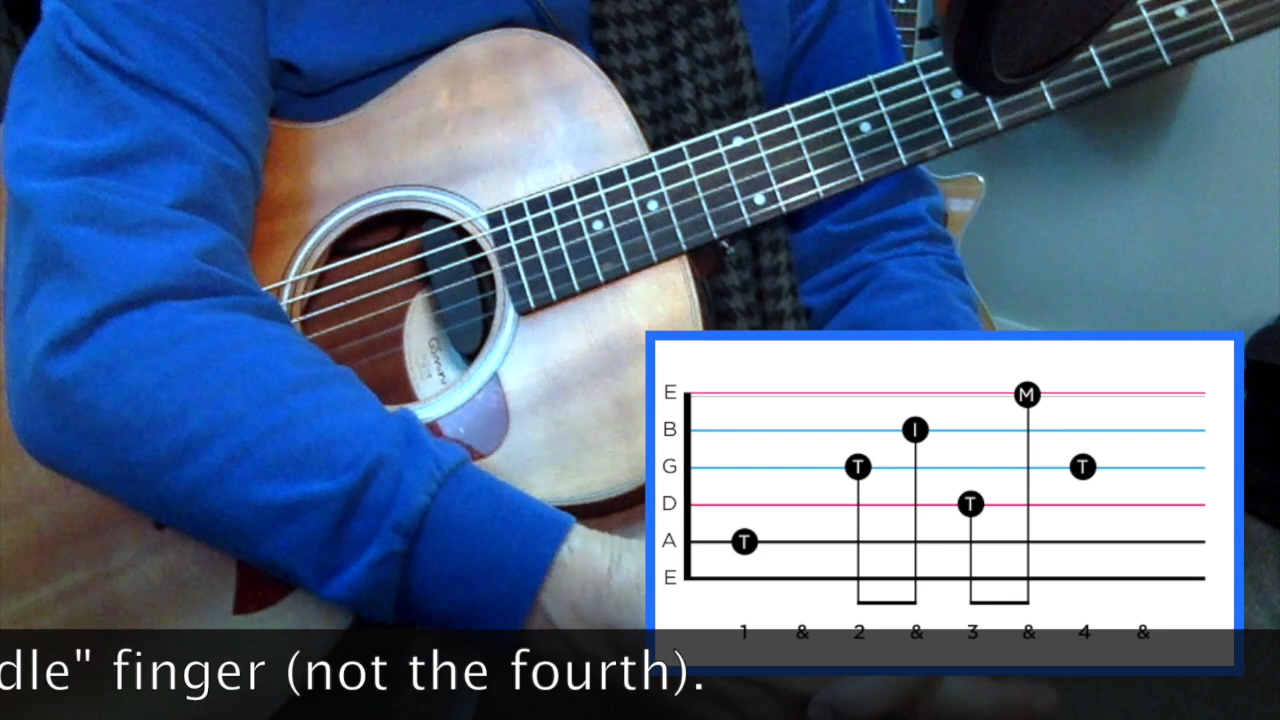 E
M
B
I
G
T
T
D
T
A
T
E
1 & 2 & 3 & 4 &
dle" finger (not the fourth).